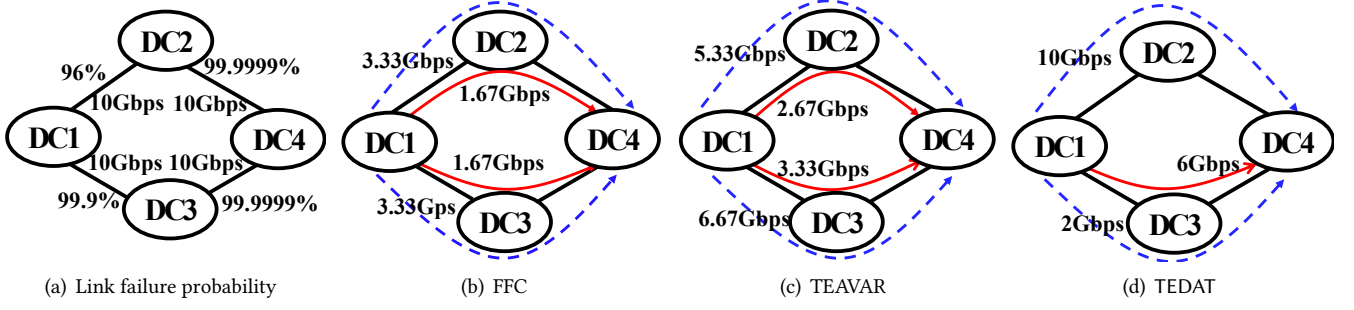 DC2
96%
99.9999%
10Gbps
10Gbps
DC1
DC4
10Gbps
10Gbps
99.9%
DC3
99.9999%
(a) Link failure probability
DC2
3.33Gbps
1.67Gbps
DC1
DC4
1.67Gbps
3.33Gps
DC3
(b) FFC
DC2
5.33Gbps
2.67Gbps
DC1
DC4
3.33Gbps
6.67Gbps
DC3
(c) TEAVAR
DC2
10Gbps
DC1
DC4
6Gbps
2Gbps
DC3
(d) TEDAT